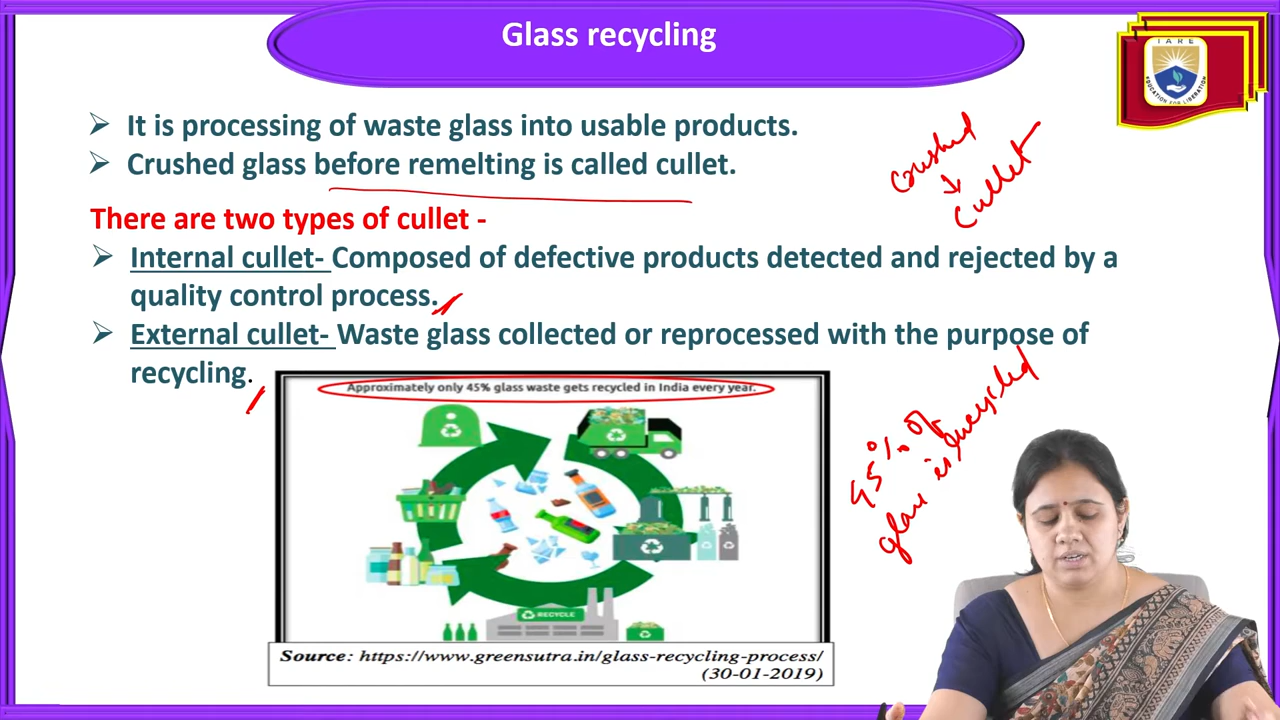 Glass recycling
IARE
EDUCATION FOR LIBERATION
➢ It is processing of waste glass into usable products.
➢ Crushed glass before remelting is called cullet.
crushed
↓
Cullet
There are two types of cullet -
➢ Internal cullet- Composed of defective products detected and rejected by a
quality control process.
➢ External cullet- Waste glass collected or reprocessed with the purpose of
recycling.
Approximately only 45% glass waste gets recycled in India every year.
45% of
glass is recycled
RECYCLE
Source: https://www.greensutra.in/glass-recycling-process/
(30-01-2019)